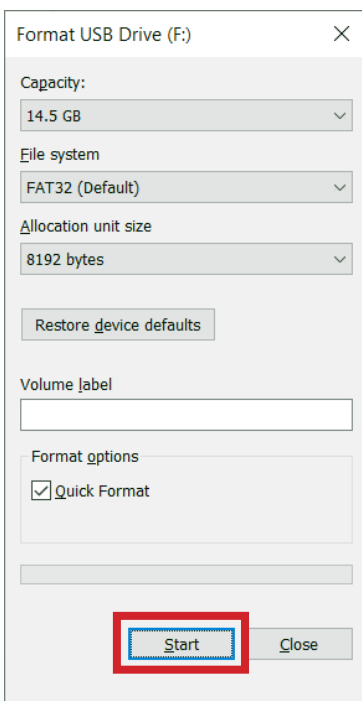 Format USB Drive (F:)
Capacity:
14.5 GB
File system
FAT32 (Default)
Allocation unit size
8192 bytes
Restore device defaults
Volume label
Format options
Quick Format
Start
Close